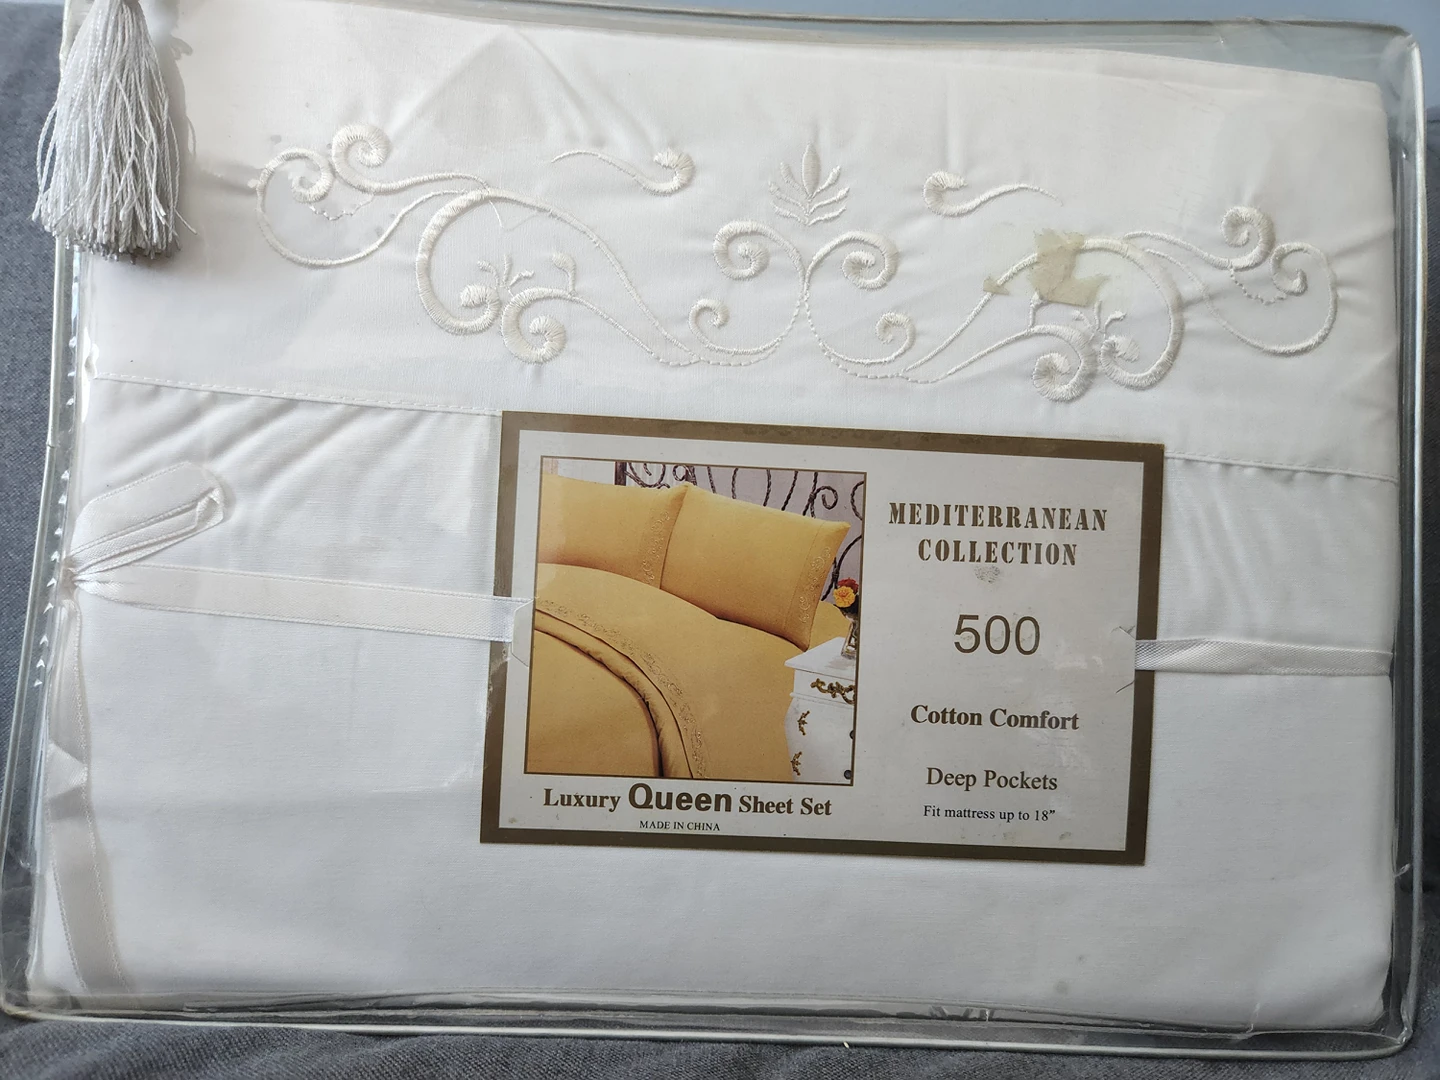 MEDITERRANEAN
COLLECTION
500
Cotton Comfort
Deep Pockets
Fit mattress up to 18"
Luxury Queen Sheet Set
MADE IN CHINA